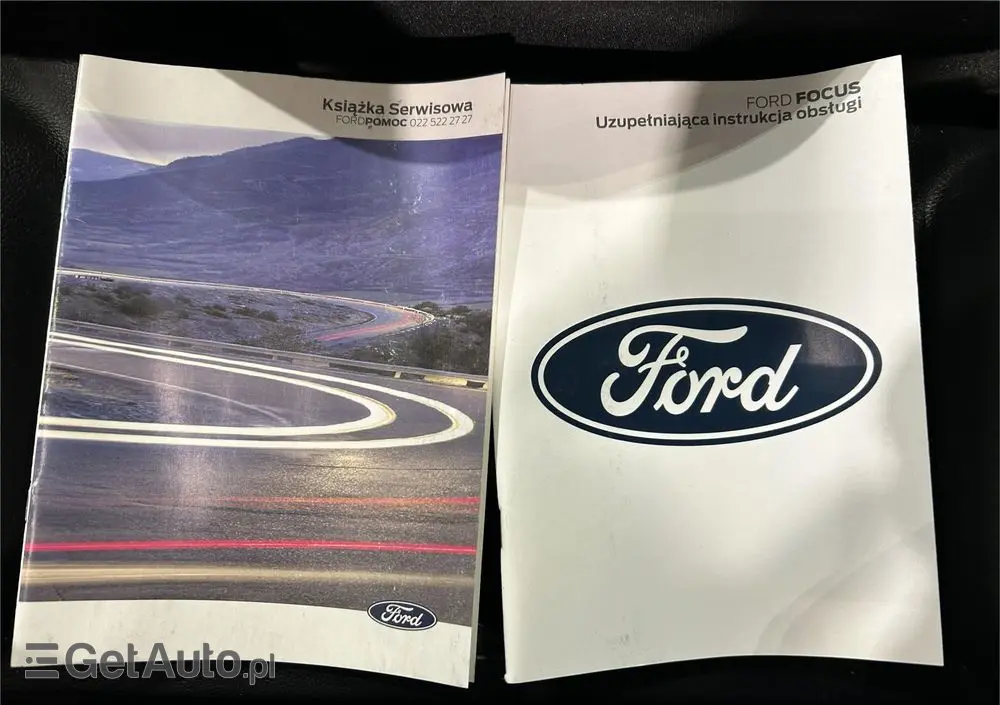 Książka Serwisowa
FORDPOMOC 022 522 27 27
Ford
FORD FOCUS
Uzupełniająca instrukcja obsługi
Ford
GetAuto.pl